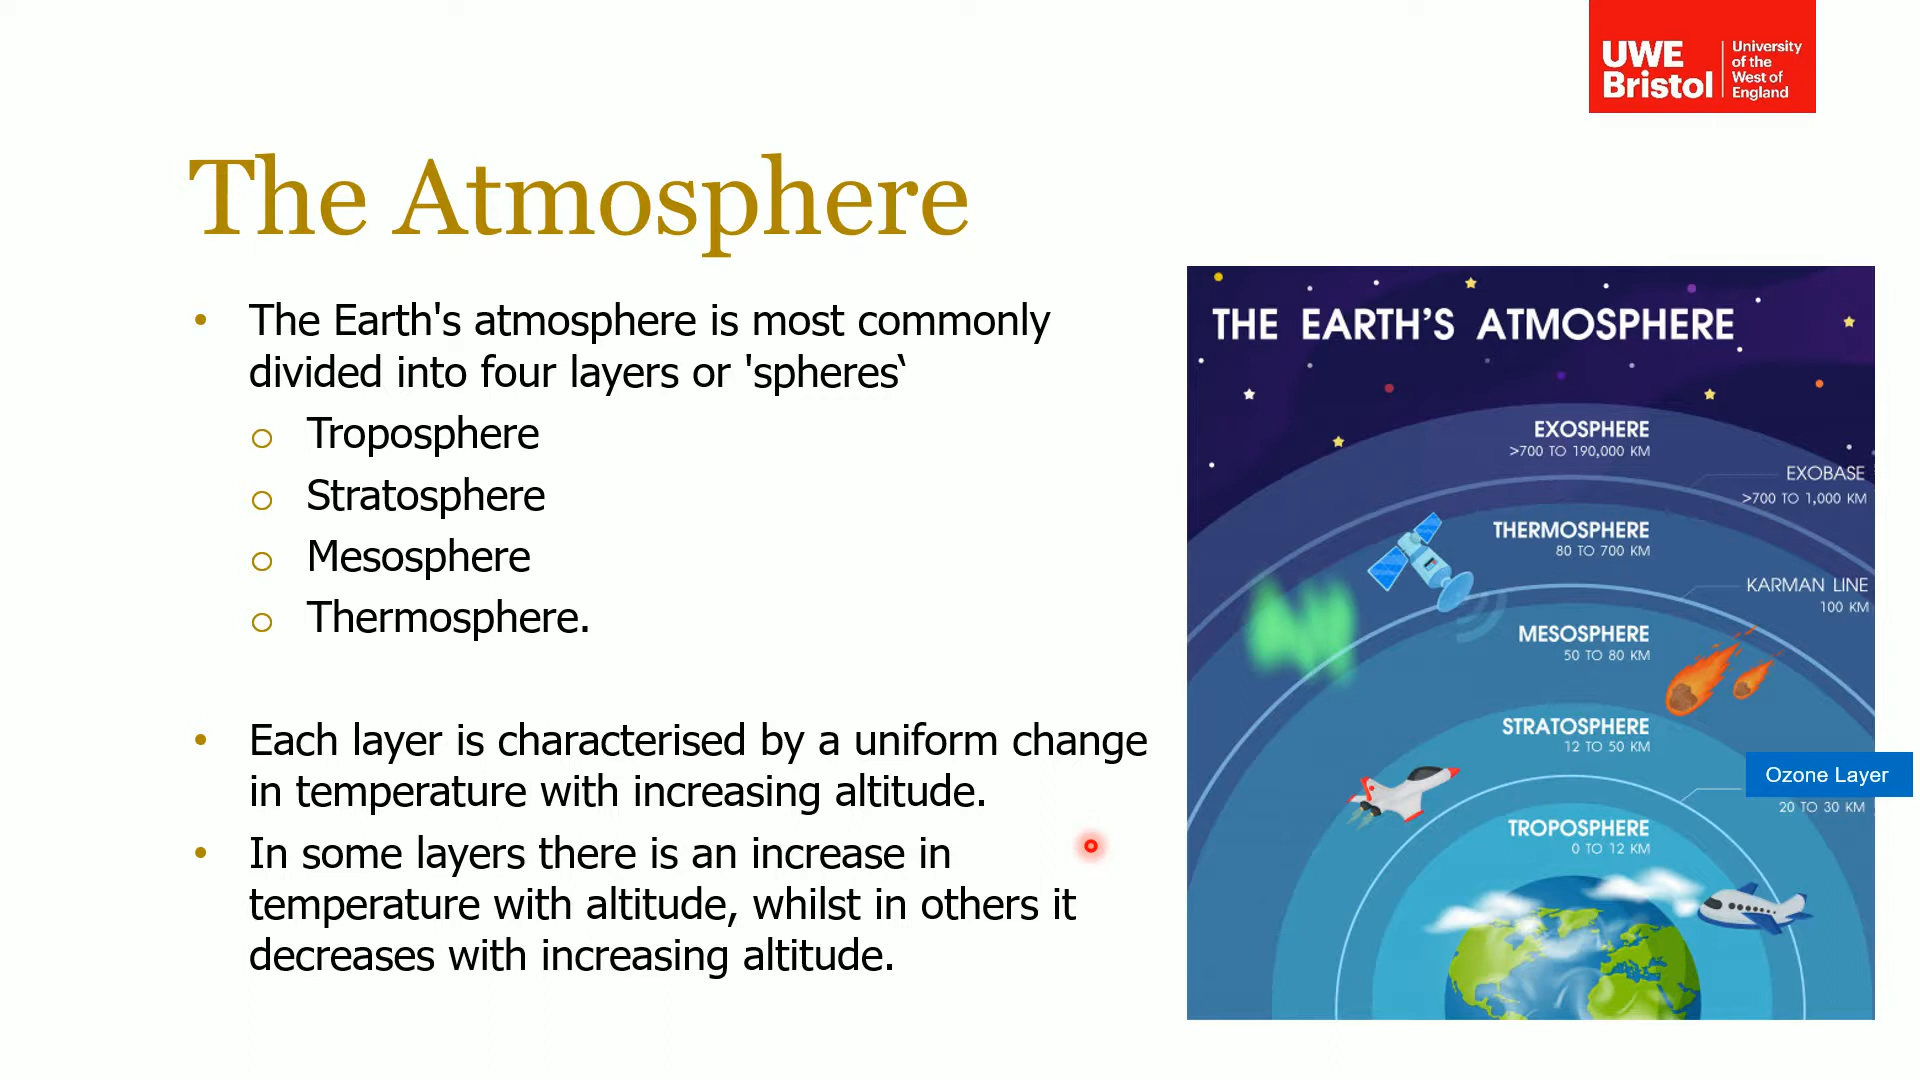 UWE
Bristol
University
of the
West of
England
The Atmosphere
• The Earth's atmosphere is most commonly
divided into four layers or 'spheres‘
o Troposphere
o Stratosphere
o Mesosphere
o Thermosphere.
• Each layer is characterised by a uniform change
in temperature with increasing altitude.
• In some layers there is an increase in
temperature with altitude, whilst in others it
decreases with increasing altitude.
THE EARTH'S ATMOSPHERE
EXOSPHERE
>700 TO 190,000 KM
EXOBASE
>700 TO 1,000 KM
THERMOSPHERE
80 TO 700 KM
KARMAN LINE
100 KM
MESOSPHERE
50 TO 80 KM
STRATOSPHERE
12 TO 50 KM
Ozone Layer
20 TO 30 KM
TROPOSPHERE
0 TO 12 KM